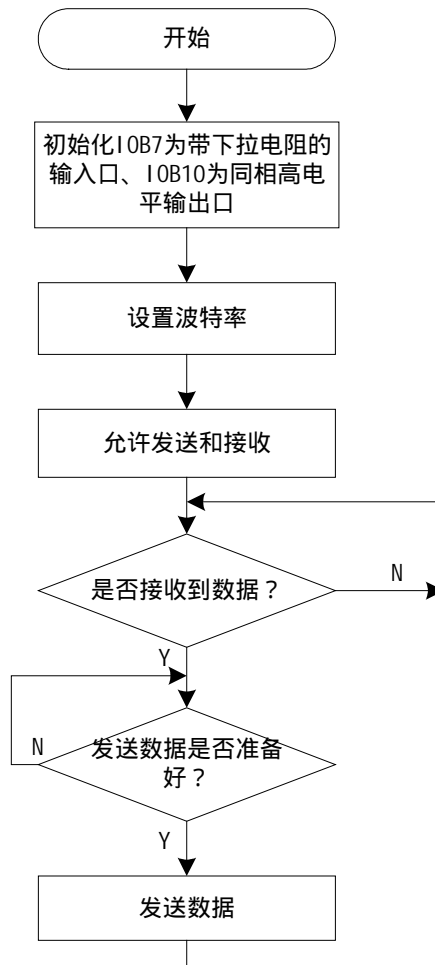 开始
初始化IOB7为带下拉电阻的
输入口、IOB10为同相高电
平输出口
设置波特率
允许发送和接收
是否接收到数据？
N
Y
N
发送数据是否准备
好？
Y
发送数据